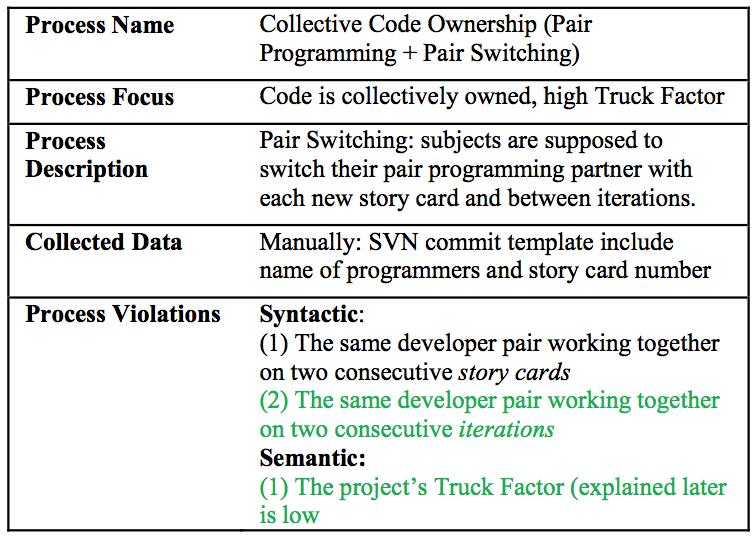 Process Name
Collective Code Ownership (Pair
Programming + Pair Switching)
Process Focus
Code is collectively owned, high Truck Factor
Process
Description
Pair Switching: subjects are supposed to
switch their pair programming partner with
each new story card and between iterations.
Collected Data
Manually: SVN commit template include
name of programmers and story card number
Process Violations
Syntactic:
(1) The same developer pair working together
on two consecutive story cards
(2) The same developer pair working together
on two consecutive iterations
Semantic:
(1) The project’s Truck Factor (explained later
is low